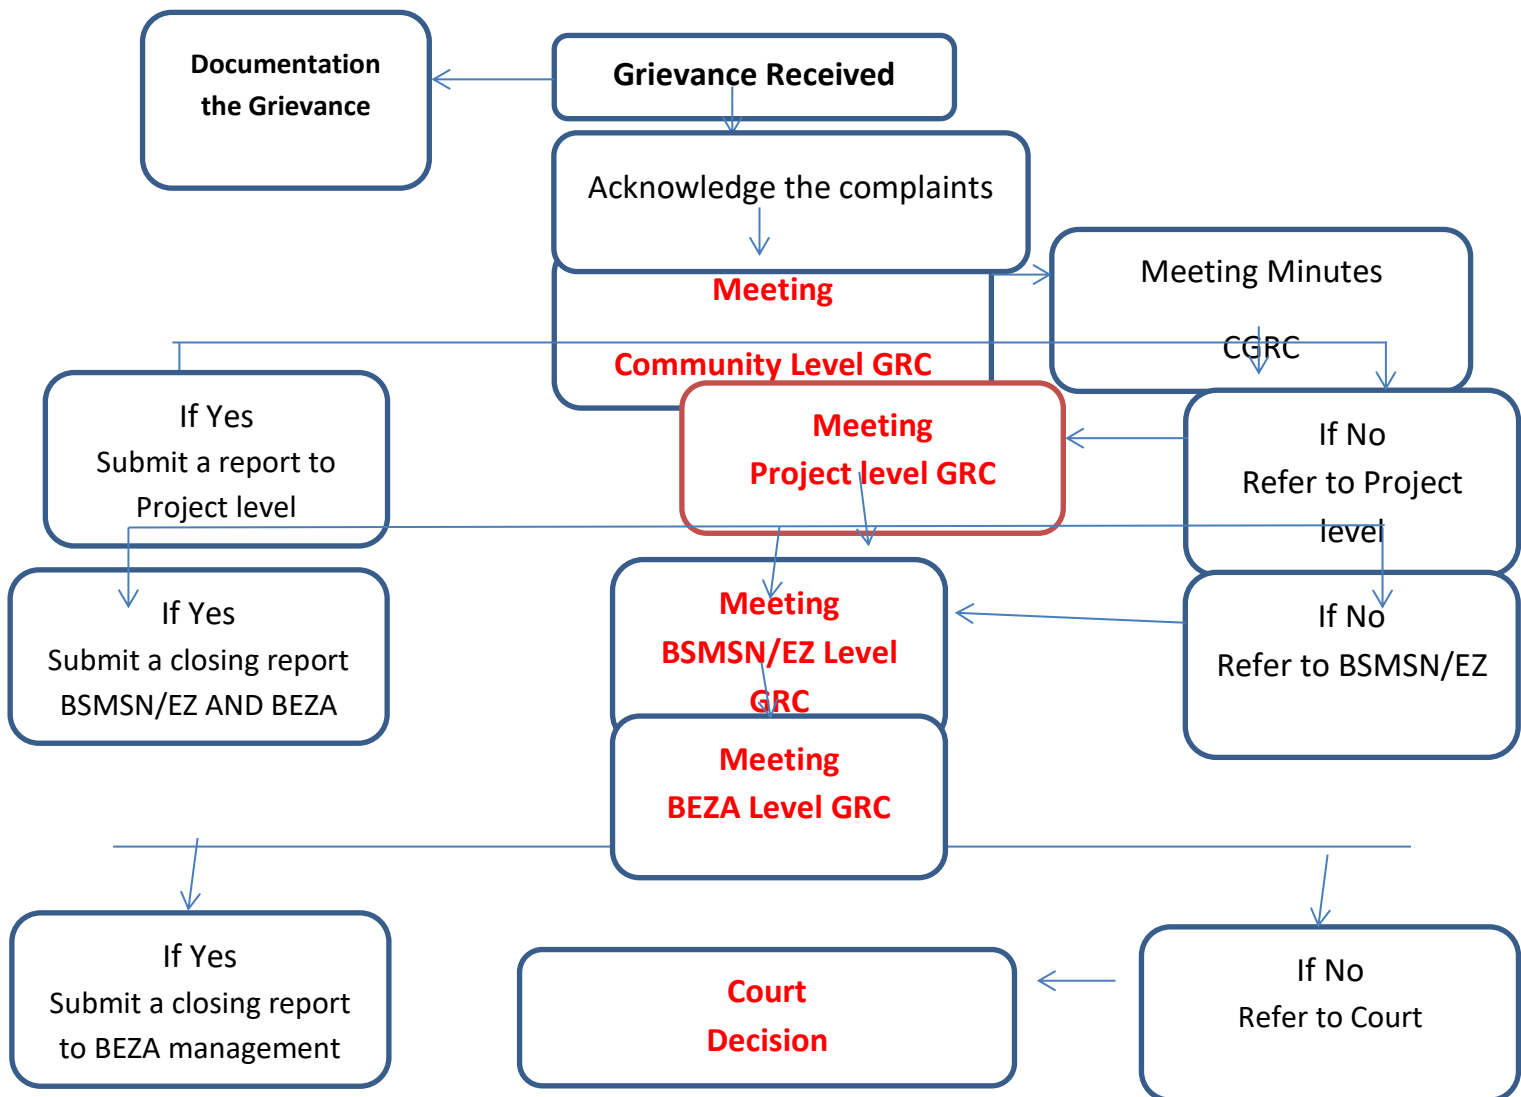 Documentation
the Grievance
Grievance Received
Acknowledge the complaints
Meeting
Community Level GRC
Meeting Minutes
CGRC
If Yes
Submit a report to
Project level
Meeting
Project level GRC
If No
Refer to Project
level
If Yes
Submit a closing report
BSMSN/EZ AND BEZA
Meeting
BSMSN/EZ Level
GRC
If No
Refer to BSMSN/EZ
Meeting
BEZA Level GRC
If Yes
Submit a closing report
to BEZA management
Court
Decision
If No
Refer to Court